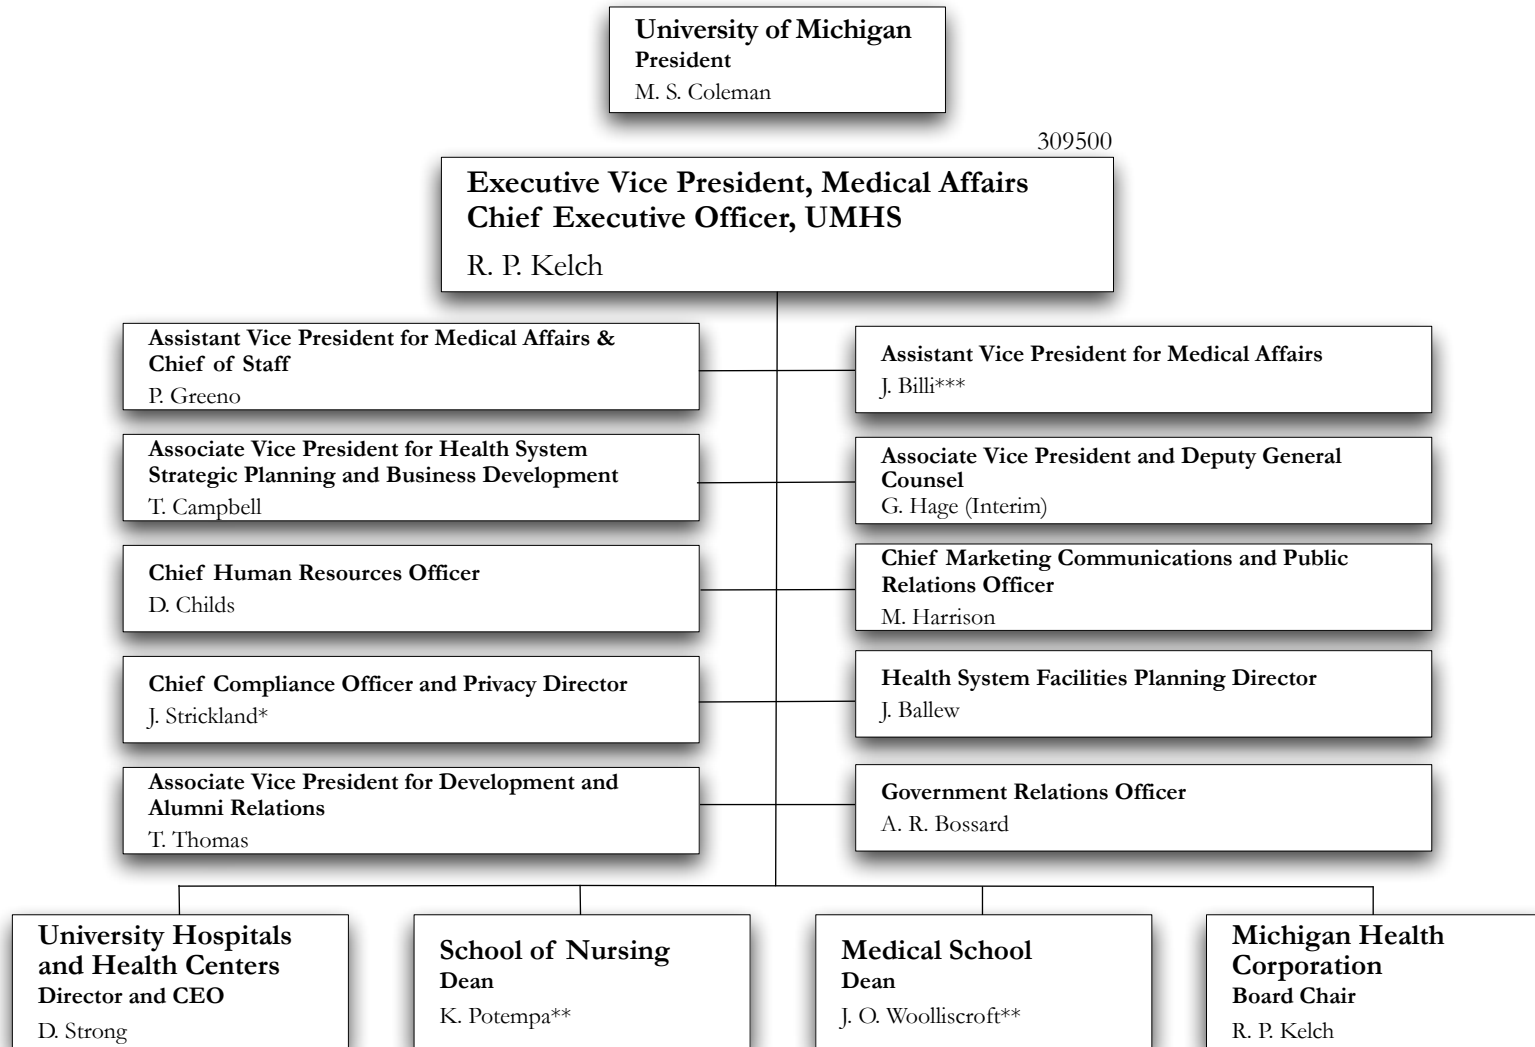 University of Michigan
President
M. S. Coleman
309500
Executive Vice President, Medical Affairs
Chief Executive Officer, UMHS
R. P. Kelch
Assistant Vice President for Medical Affairs &
Chief of Staff
P. Greeno
Assistant Vice President for Medical Affairs
J. Billi***
Associate Vice President for Health System
Strategic Planning and Business Development
T. Campbell
Associate Vice President and Deputy General
Counsel
G. Hage (Interim)
Chief Human Resources Officer
D. Childs
Chief Marketing Communications and Public
Relations Officer
M. Harrison
Chief Compliance Officer and Privacy Director
J. Strickland*
Health System Facilities Planning Director
J. Ballew
Associate Vice President for Development and
Alumni Relations
T. Thomas
Government Relations Officer
A. R. Bossard
University Hospitals
and Health Centers
Director and CEO
D. Strong
School of Nursing
Dean
K. Potempa**
Medical School
Dean
J. O. Woolliscroft**
Michigan Health
Corporation
Board Chair
R. P. Kelch